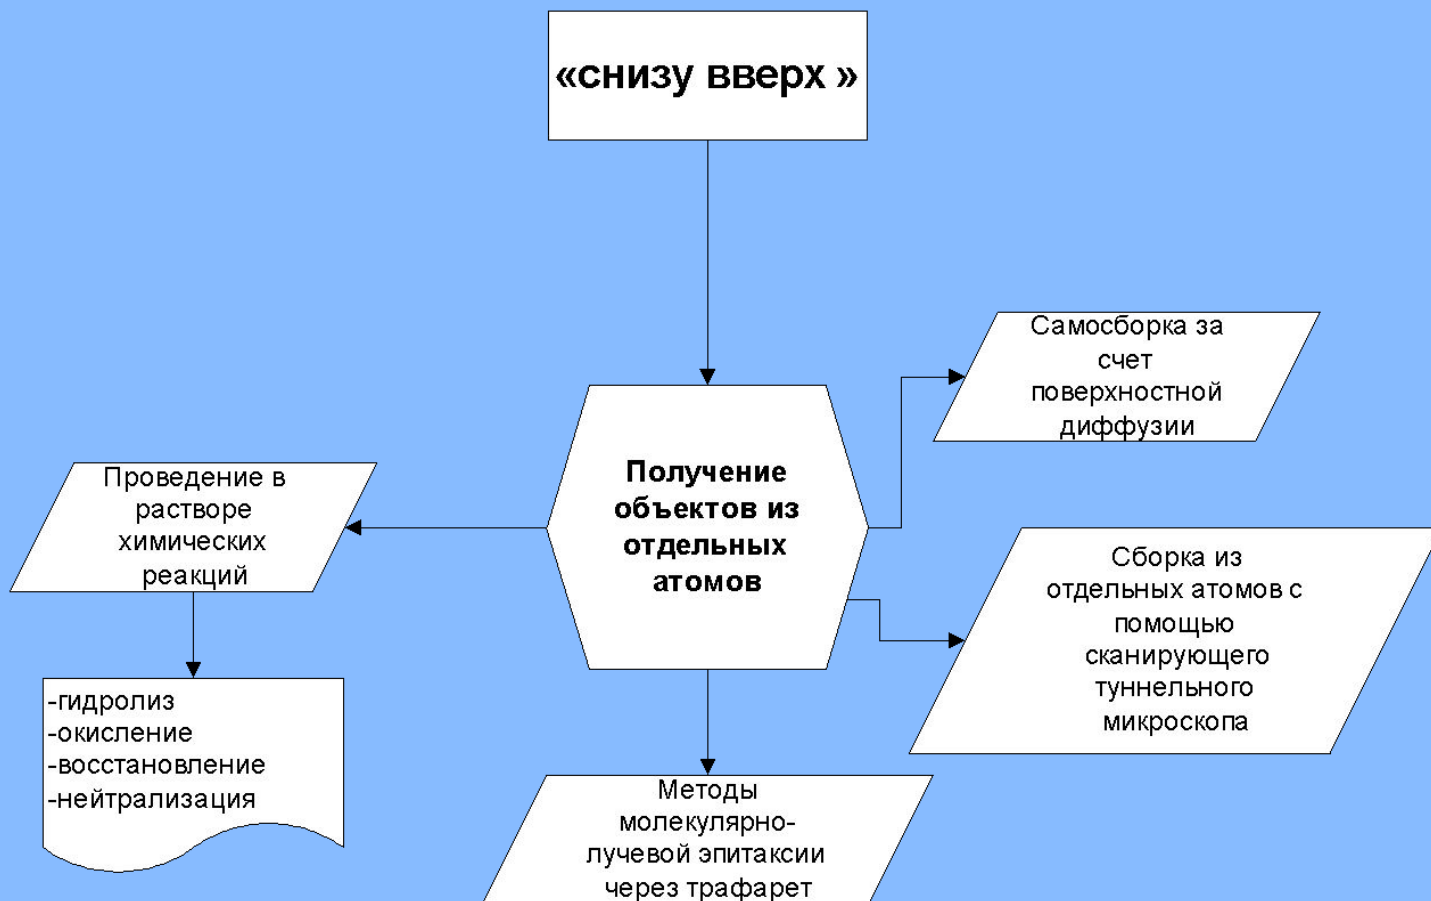 «снизу вверх »
Самосборка за
счет
поверхностной
диффузии
Получение
объектов из
отдельных
атомов
Проведение в
растворе
химических
реакций
Сборка из
отдельных атомов с
помощью
сканирующего
туннельного
микроскопа
-гидролиз
-окисление
-восстановление
-нейтрализация
Методы
молекулярно-
лучевой эпитаксии
через трафарет